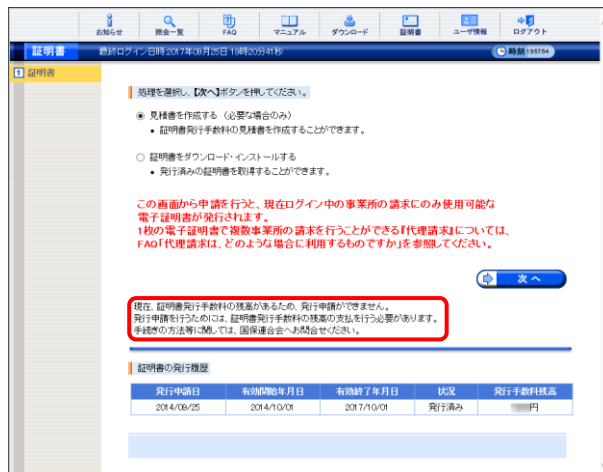 お知らせ 照会一覧 FAQ マニュアル ダウンロード 証明書 ユーザ情報 ログアウト
証明書 最終ログイン日時:2017年09月25日 19時20分41秒 時刻 19:57:54
1 証明書
処理を選択し、【次へ】ボタンを押してください。
見積書を作成する (必要な場合のみ)
• 証明書発行手数料の見積書を作成することができます。
証明書をダウンロード・インストールする
• 発行済みの証明書を取得することができます。
この画面から申請を行うと、現在ログイン中の事業所の請求にのみ使用可能な
電子証明書が発行されます。
1枚の電子証明書で複数事業所の請求を行うことができる『代理請求』については、
FAQ「代理請求は、どのような場合に利用するものですか」を参照してください。
次 へ
現在、証明書発行手数料の残高があるため、発行申請ができません。
発行申請を行うためには、証明書発行手数料の残高の支払を行う必要があります。
手続きの方法等に関しては、国保連合会へお問合せください。
証明書の発行履歴
発行申請日 有効開始年月日 有効終了年月日 状況 発行手数料残高
2014/09/25 2014/10/01 2017/10/01 発行済み 円